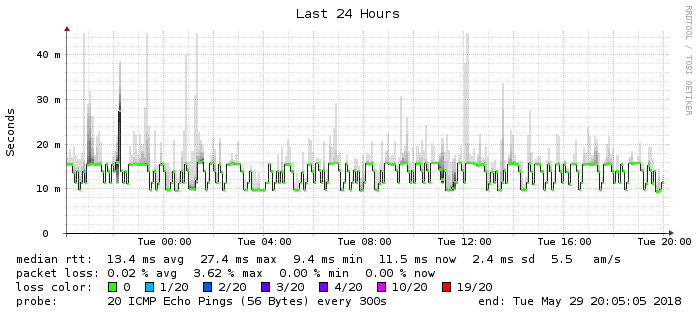 Last 24 Hours
RRDTOOL / TOBI OETIKER
Seconds
40 m
30 m
20 m
10 m
0
Tue 00:00 Tue 04:00 Tue 08:00 Tue 12:00 Tue 16:00 Tue 20:00
median rtt: 13.4 ms avg 27.4 ms max 9.4 ms min 11.5 ms now 2.4 ms sd 5.5 am/s
packet loss: 0.02 % avg 3.62 % max 0.00 % min 0.00 % now
loss color: 0 1/20 2/20 3/20 4/20 10/20 19/20
probe: 20 ICMP Echo Pings (56 Bytes) every 300s end: Tue May 29 20:05:05 2018